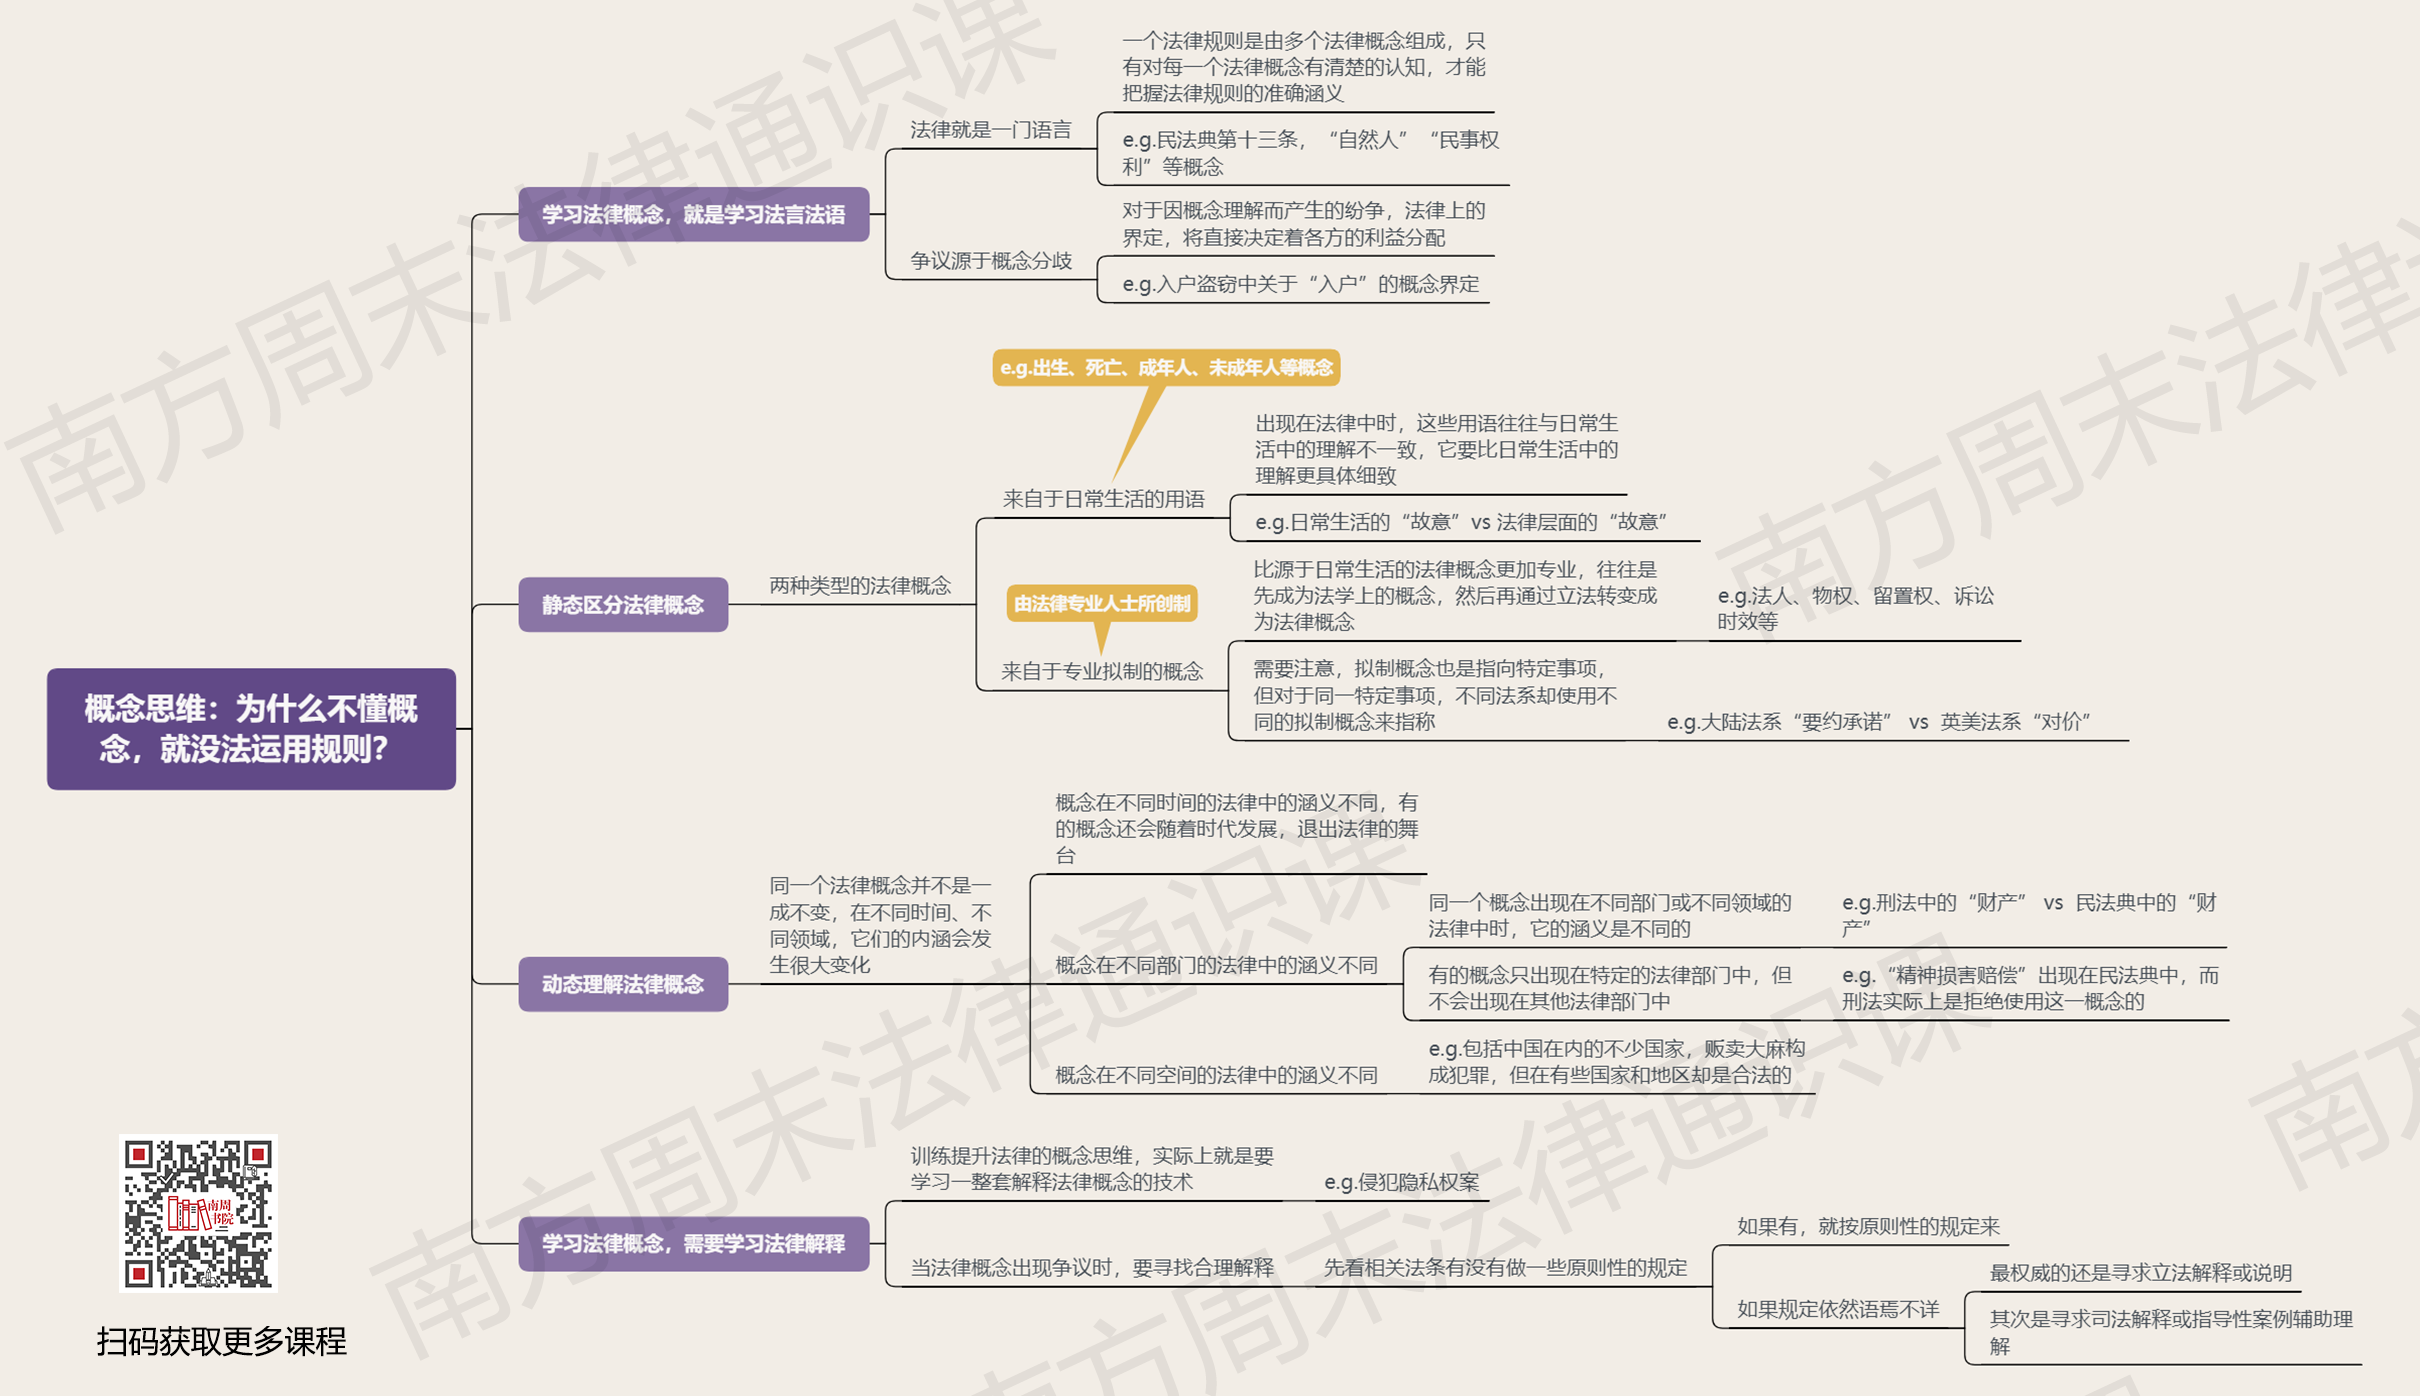 概念思维：为什么不懂概
念，就没法运用规则？
学习法律概念，就是学习法言法语
法律就是一门语言
一个法律规则是由多个法律概念组成，只
有对每一个法律概念有清楚的认知，才能
把握法律规则的准确涵义
e.g.民法典第十三条，“自然人”“民事权
利”等概念
争议源于概念分歧
对于因概念理解而产生的纷争，法律上的
界定，将直接决定着各方的利益分配
e.g.入户盗窃中关于“入户”的概念界定
静态区分法律概念
两种类型的法律概念
e.g.出生、死亡、成年人、未成年人等概念
来自于日常生活的用语
出现在法律中时，这些用语往往与日常生
活中的理解不一致，它要比日常生活中的
理解更具体细致
e.g.日常生活的“故意”vs 法律层面的“故意”
由法律专业人士所创制
来自于专业拟制的概念
比源于日常生活的法律概念更加专业，往往是
先成为法学上的概念，然后再通过立法转变成
为法律概念
e.g.法人、物权、留置权、诉讼
时效等
需要注意，拟制概念也是指向特定事项，
但对于同一特定事项，不同法系却使用不
同的拟制概念来指称
e.g.大陆法系“要约承诺” vs 英美法系“对价”
动态理解法律概念
同一个法律概念并不是一
成不变，在不同时间、不
同领域，它们的内涵会发
生很大变化
概念在不同时间的法律中的涵义不同，有
的概念还会随着时代发展，退出法律的舞
台
概念在不同部门的法律中的涵义不同
同一个概念出现在不同部门或不同领域的
法律中时，它的涵义是不同的
e.g.刑法中的“财产” vs 民法典中的“财
产”
有的概念只出现在特定的法律部门中，但
不会出现在其他法律部门中
e.g.“精神损害赔偿”出现在民法典中，而
刑法实际上是拒绝使用这一概念的
概念在不同空间的法律中的涵义不同
e.g.包括中国在内的不少国家，贩卖大麻构
成犯罪，但在有些国家和地区却是合法的
学习法律概念，需要学习法律解释
训练提升法律的概念思维，实际上就是要
学习一整套解释法律概念的技术
e.g.侵犯隐私权案
当法律概念出现争议时，要寻找合理解释
先看相关法条有没有做一些原则性的规定
如果有，就按原则性的规定来
如果规定依然语焉不详
最权威的还是寻求立法解释或说明
其次是寻求司法解释或指导性案例辅助理
解
南周
书院
扫码获取更多课程
南方周末法律通识课
南方周末法律通识课
南方周末法律通识课
南方周末法律
南方